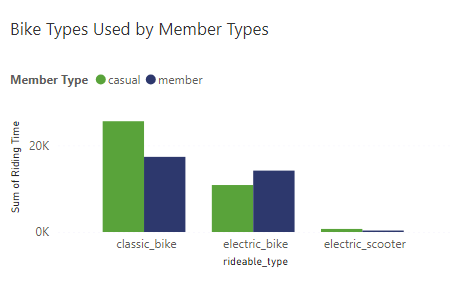 Bike Types Used by Member Types
Member Type casual member
Sum of Riding Time
20K
0K
classic_bike electric_bike electric_scooter
rideable_type